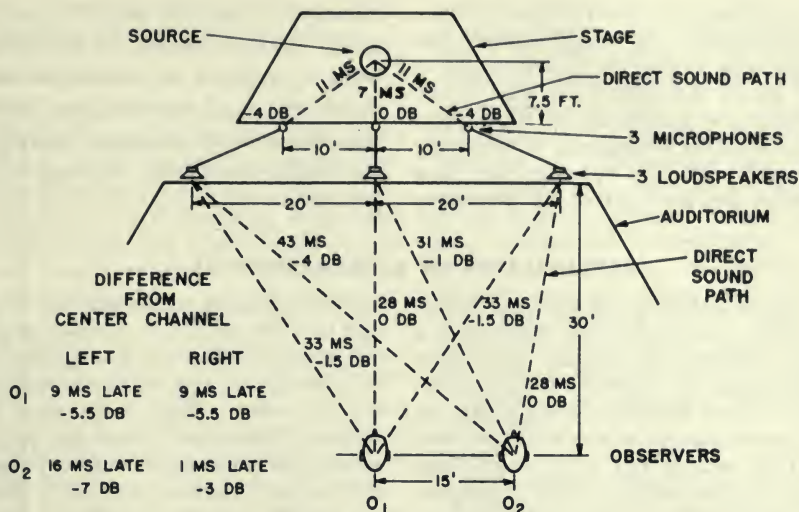 SOURCE
STAGE
11 MS
11 MS
7 MS
DIRECT SOUND PATH
7.5 FT.
-4 DB
0 DB
-4 DB
3 MICROPHONES
10'
10'
3 LOUDSPEAKERS
20'
20'
AUDITORIUM
43 MS
-4 DB
31 MS
-1 DB
DIRECT
SOUND
PATH
DIFFERENCE
FROM
CENTER CHANNEL
28 MS
0 DB
33 MS
-1.5 DB
30'
33 MS
-1.5 DB
LEFT
RIGHT
28 MS
0 DB
O1 9 MS LATE 9 MS LATE
-5.5 DB -5.5 DB
O2 16 MS LATE 1 MS LATE
-7 DB -3 DB
OBSERVERS
15'
O1
O2